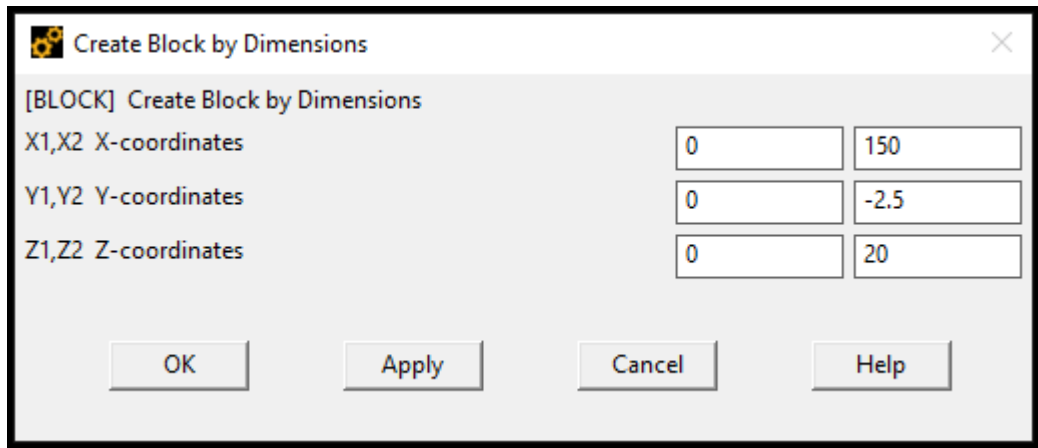 Create Block by Dimensions
[BLOCK] Create Block by Dimensions
X1,X2 X-coordinates 0 150
Y1,Y2 Y-coordinates 0 -2.5
Z1,Z2 Z-coordinates 0 20
OK Apply Cancel Help